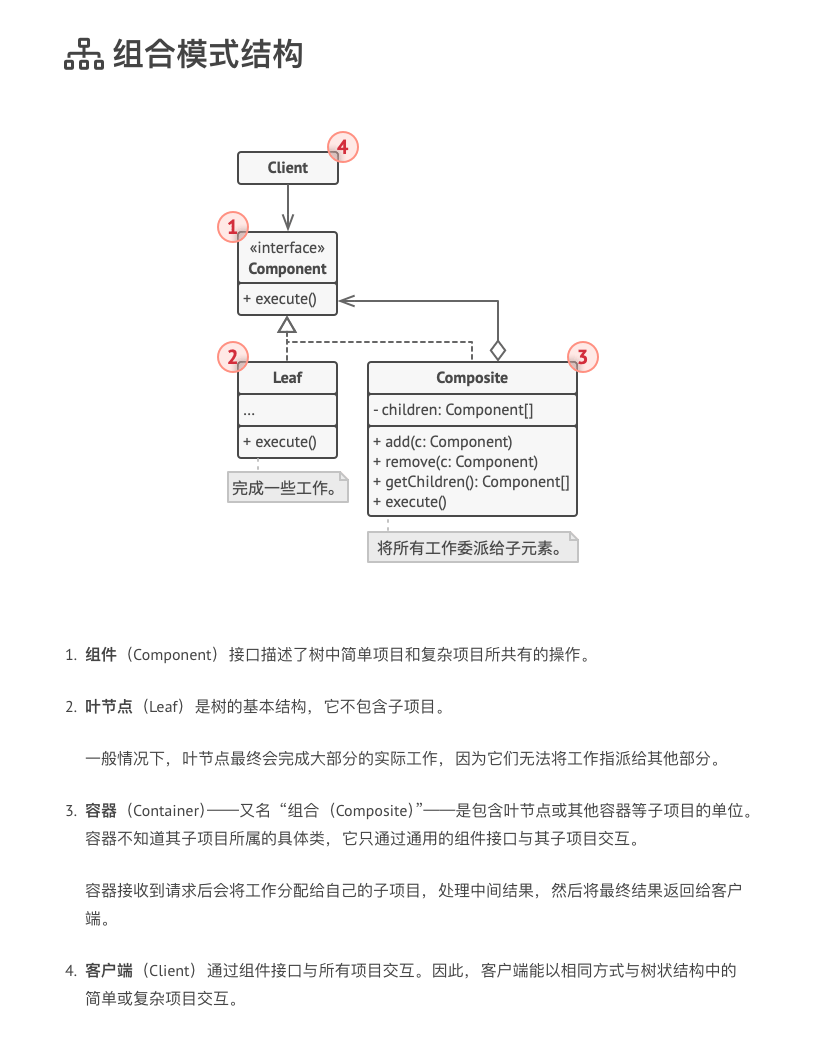 组合模式结构
4
Client
1
«interface»
Component
+ execute()
2
Leaf
...
+ execute()
完成一些工作。
3
Composite
- children: Component[]
+ add(c: Component)
+ remove(c: Component)
+ getChildren(): Component[]
+ execute()
将所有工作委派给子元素。
1. 组件（Component）接口描述了树中简单项目和复杂项目所共有的操作。
2. 叶节点（Leaf）是树的基本结构，它不包含子项目。
一般情况下，叶节点最终会完成大部分的实际工作，因为它们无法将工作指派给其他部分。
3. 容器（Container)——又名“组合（Composite)”——是包含叶节点或其他容器等子项目的单位。
容器不知道其子项目所属的具体类，它只通过通用的组件接口与其子项目交互。
容器接收到请求后会将工作分配给自己的子项目，处理中间结果，然后将最终结果返回给客户
端。
4. 客户端（Client）通过组件接口与所有项目交互。因此，客户端能以相同方式与树状结构中的
简单或复杂项目交互。